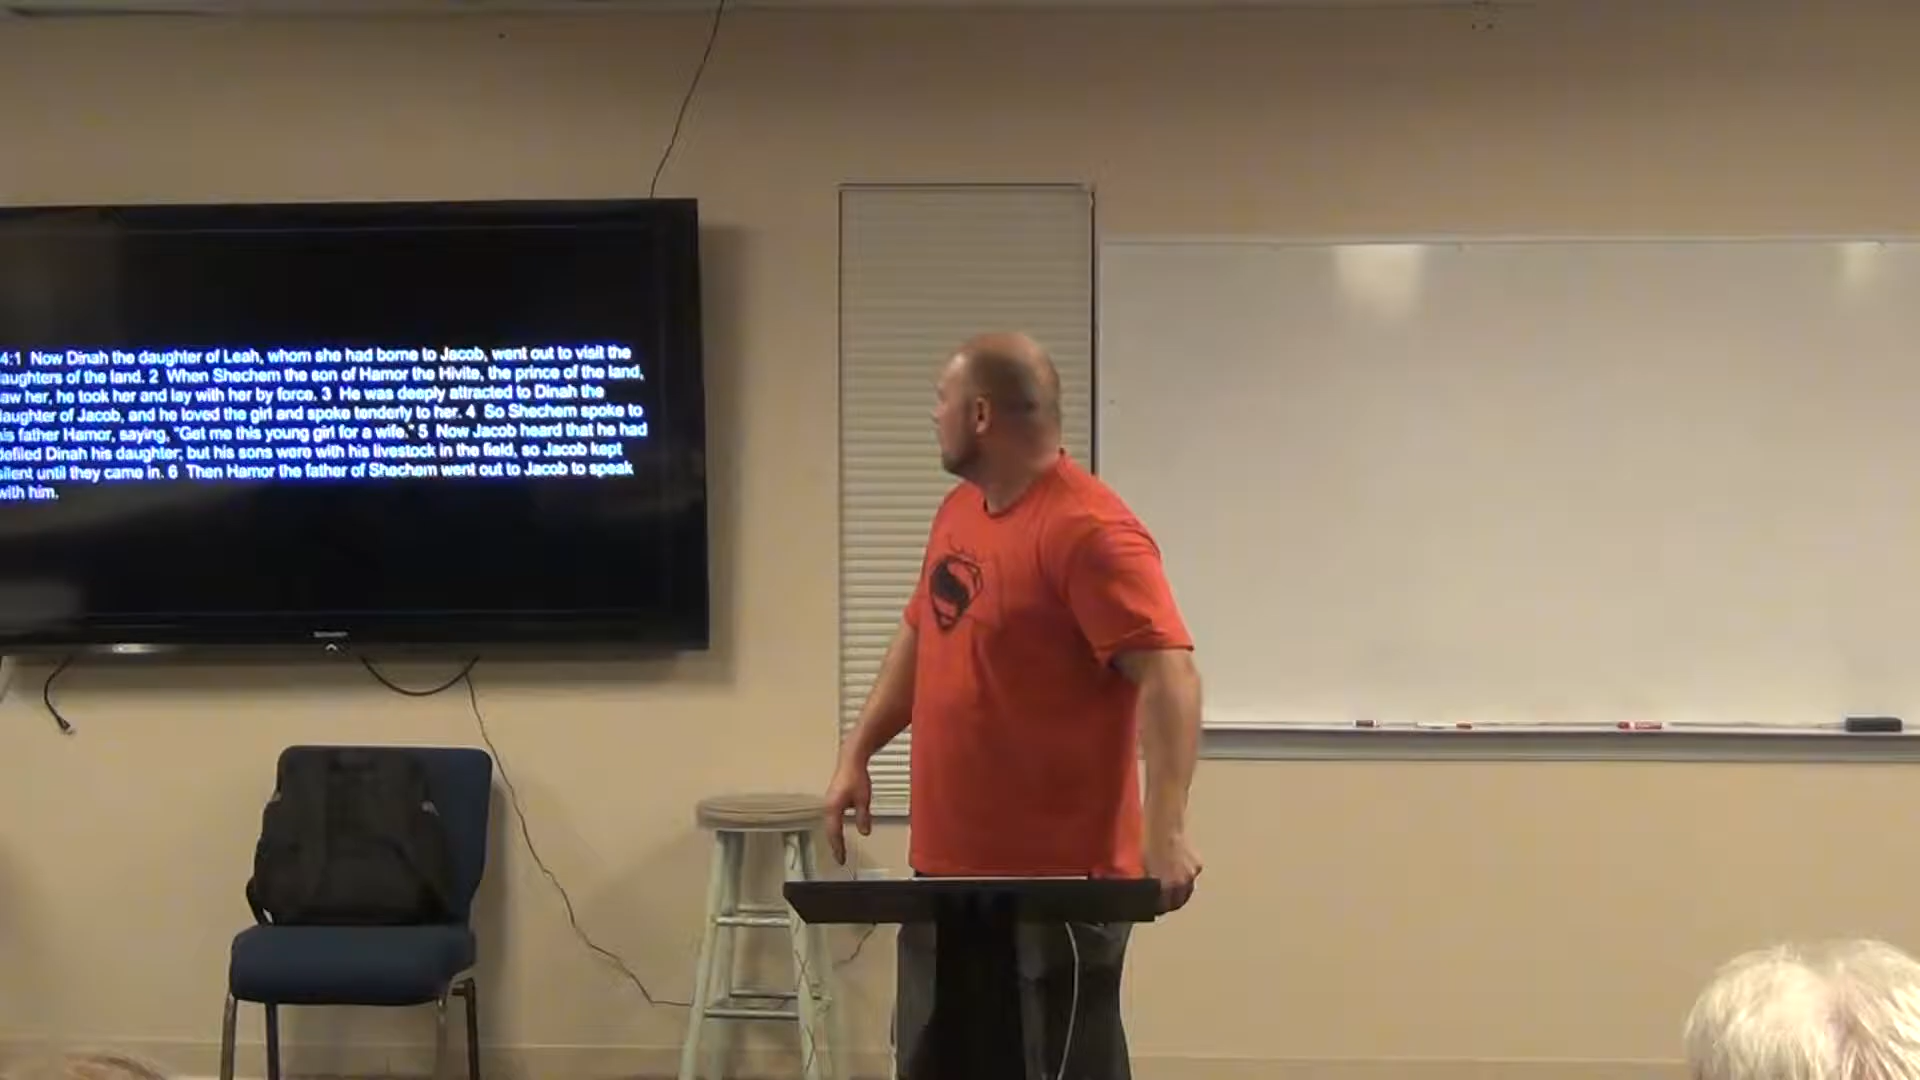 4:1 Now Dinah the daughter of Leah, whom she had borne to Jacob, went out to visit the
aughters of the land. 2 When Shechem the son of Hamor the Hivite, the prince of the land,
aw her, he took her and lay with her by force. 3 He was deeply attracted to Dinah the
daughter of Jacob, and he loved the girl and spoke tenderly to her. 4 So Shechem spoke to
is father Hamor, saying, "Get me this young girl for a wife." 5 Now Jacob heard that he had
defiled Dinah his daughter; but his sons were with his livestock in the field, so Jacob kept
silent until they came in. 6 Then Hamor the father of Shechem went out to Jacob to speak
with him.